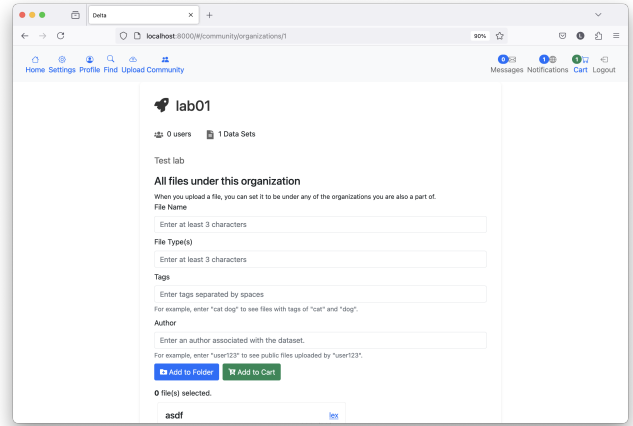 Delta
localhost:8000/#/community/organizations/1
90%
0 1 1
Home Settings Profile Find Upload Community
Messages Notifications Cart Logout
lab01
0 users 1 Data Sets
Test lab
All files under this organization
When you upload a file, you can set it to be under any of the organizations you are also a part of.
File Name
Enter at least 3 characters
File Type(s)
Enter at least 3 characters
Tags
Enter tags separated by spaces
For example, enter "cat dog" to see files with tags of "cat" and "dog".
Author
Enter an author associated with the dataset.
For example, enter "user123" to see public files uploaded by "user123".
Add to Folder Add to Cart
0 file(s) selected.
asdf lex